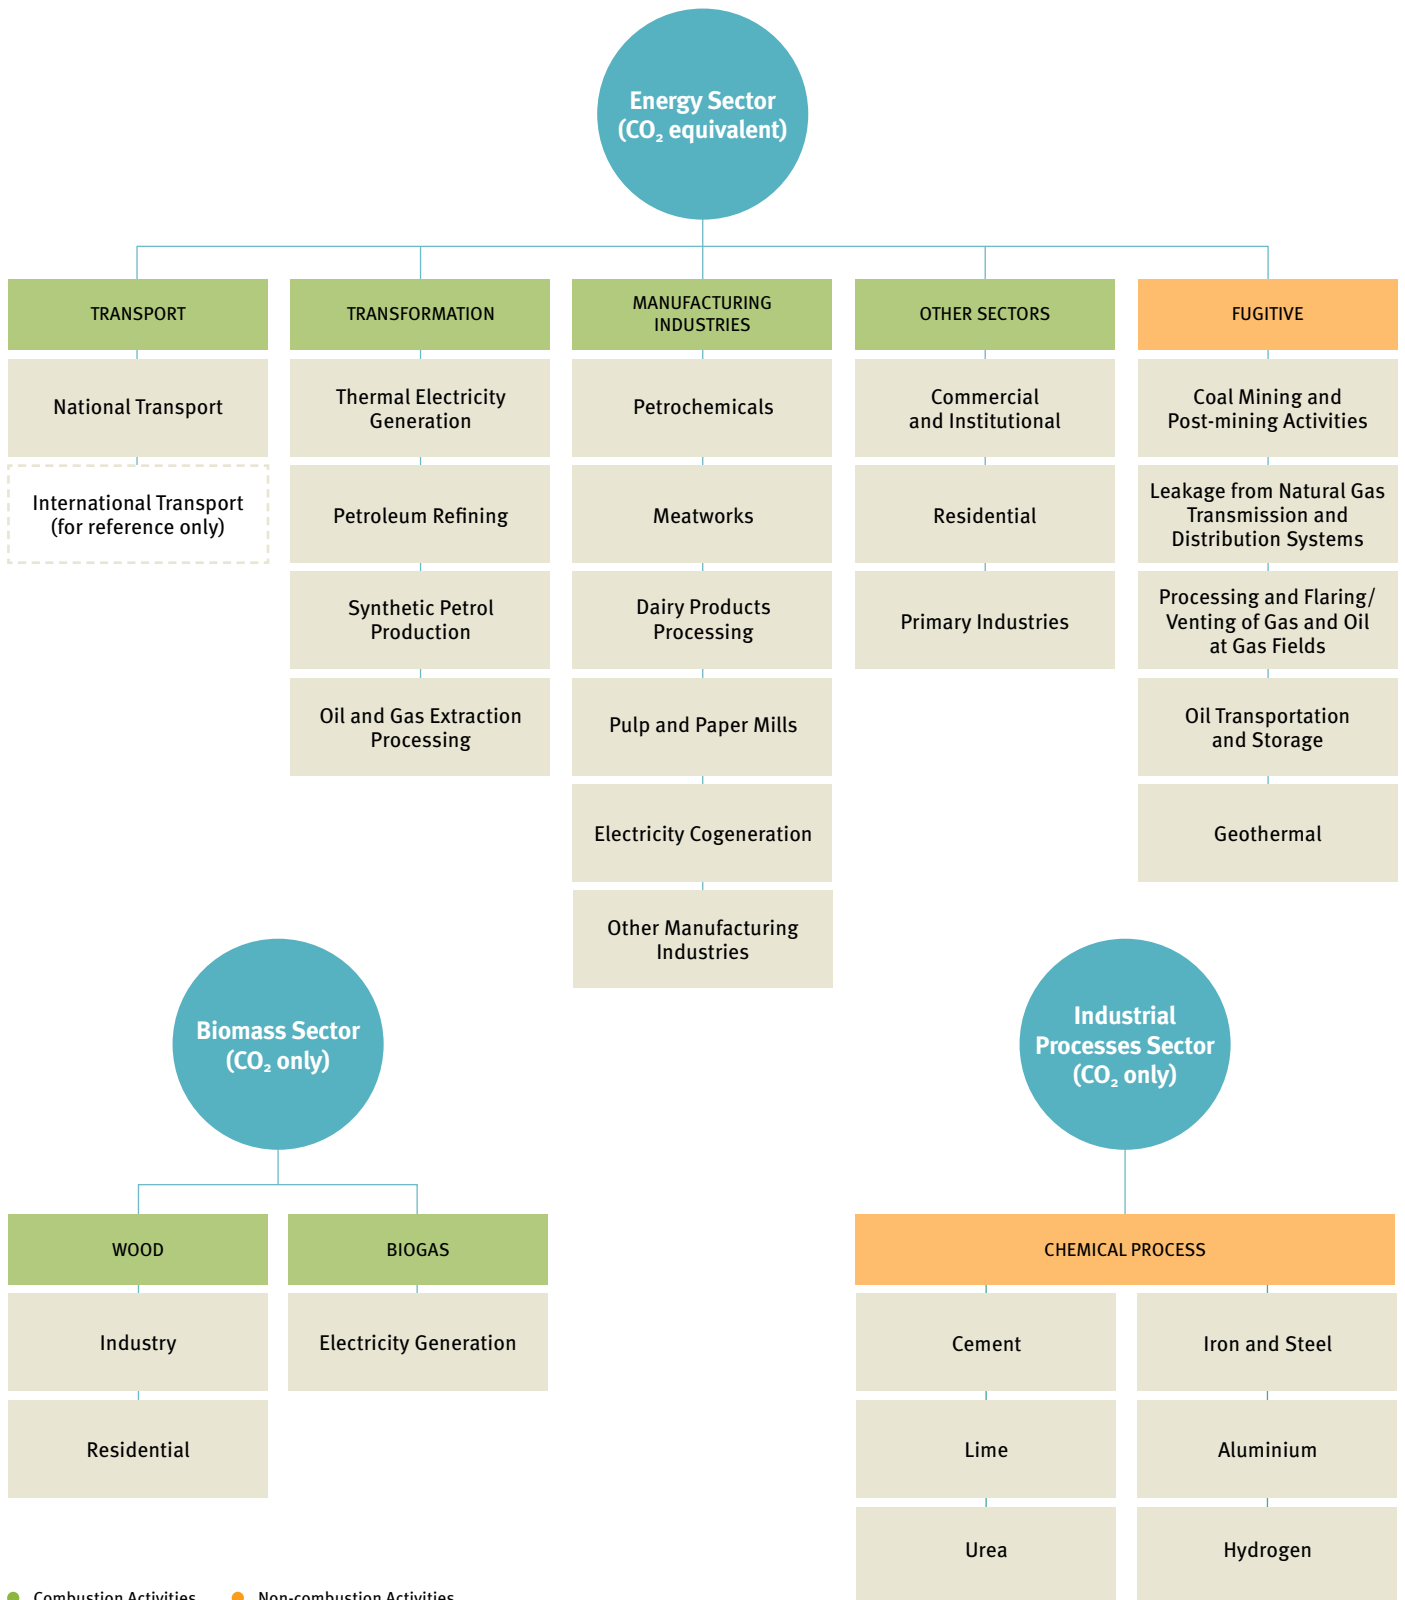 Energy Sector
(CO₂ equivalent)
TRANSPORT
National Transport
International Transport
(for reference only)
TRANSFORMATION
Thermal Electricity
Generation
Petroleum Refining
Synthetic Petrol
Production
Oil and Gas Extraction
Processing
MANUFACTURING
INDUSTRIES
Petrochemicals
Meatworks
Dairy Products
Processing
Pulp and Paper Mills
Electricity Cogeneration
Other Manufacturing
Industries
OTHER SECTORS
Commercial
and Institutional
Residential
Primary Industries
FUGITIVE
Coal Mining and
Post-mining Activities
Leakage from Natural Gas
Transmission and
Distribution Systems
Processing and Flaring/
Venting of Gas and Oil
at Gas Fields
Oil Transportation
and Storage
Geothermal
Biomass Sector
(CO₂ only)
WOOD
Industry
Residential
BIOGAS
Electricity Generation
Industrial
Processes Sector
(CO₂ only)
CHEMICAL PROCESS
Cement
Lime
Urea
Iron and Steel
Aluminium
Hydrogen
Combustion Activities
Non-combustion Activities